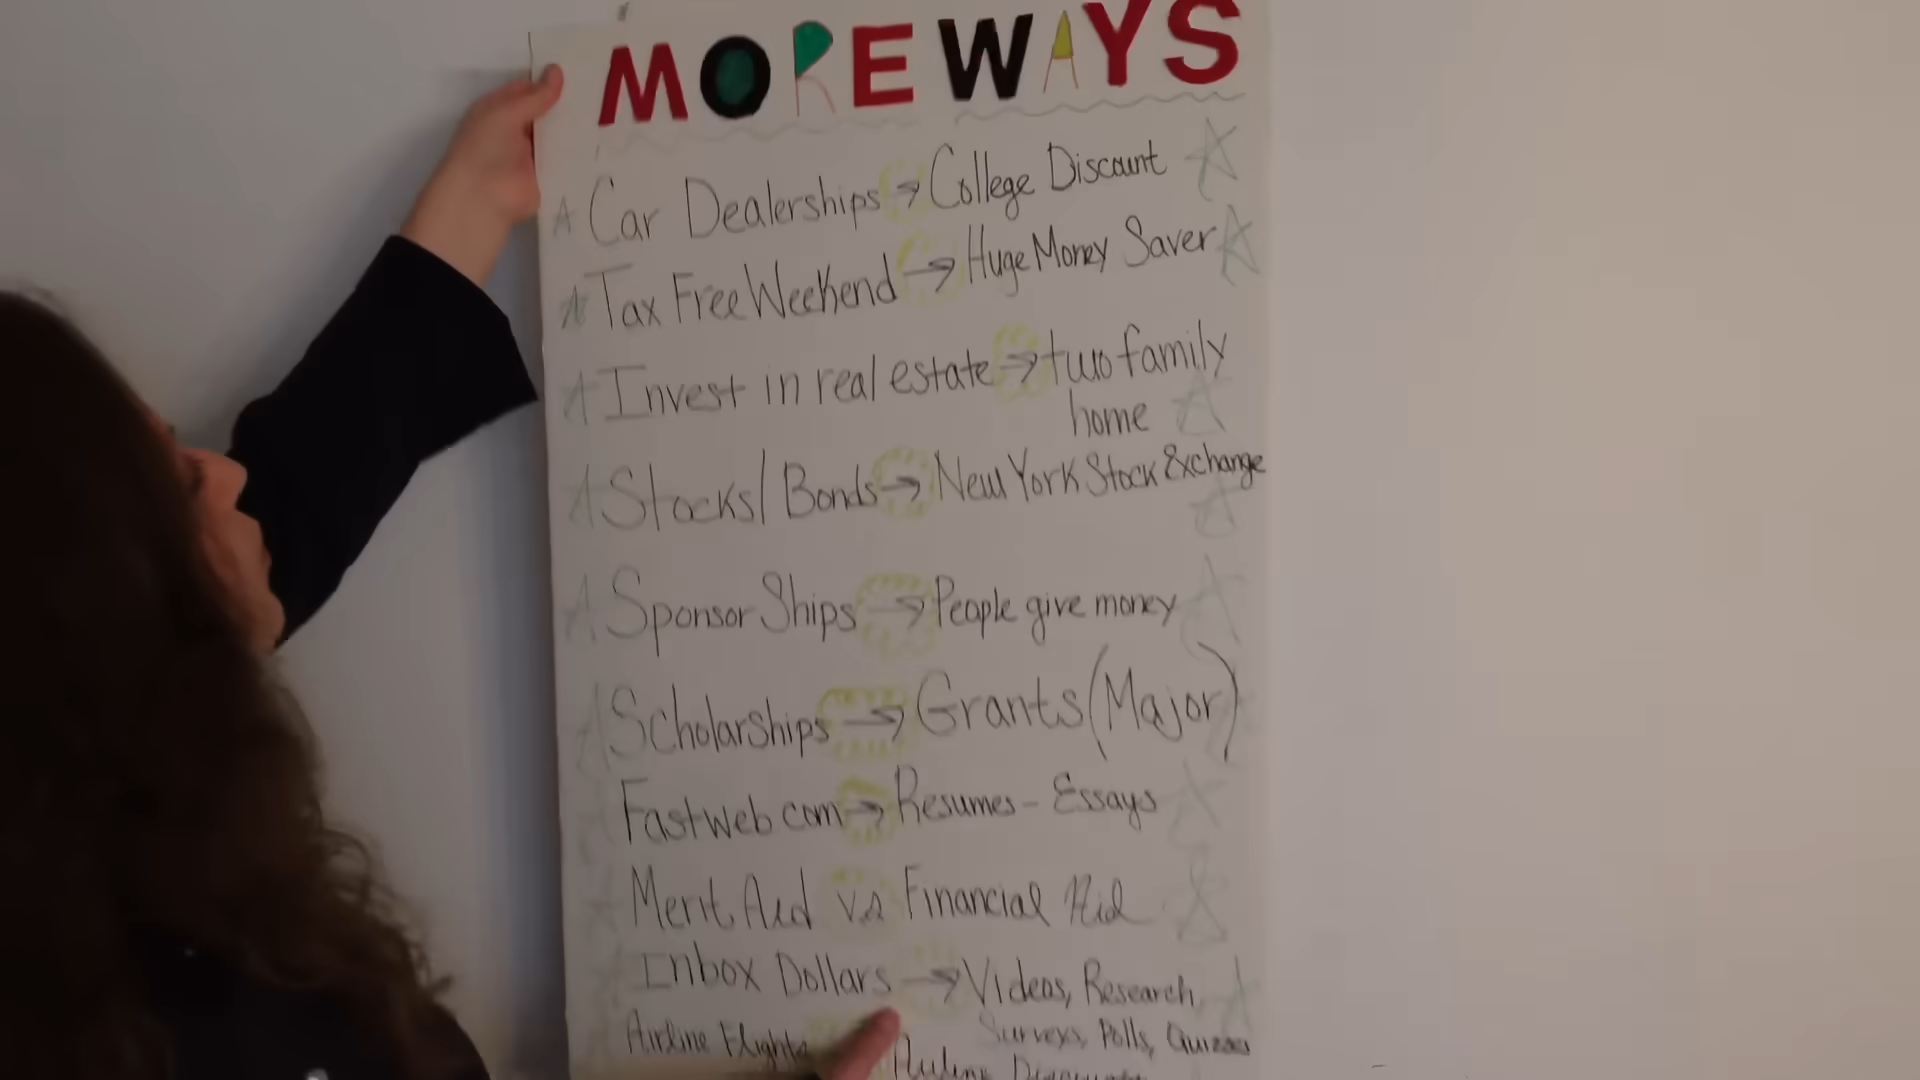 MORE WAYS
Car Dealerships → College Discount
Tax Free Weekend → Huge Money Saver
Invest in real estate → two family
home
Stocks/Bonds → New York Stock Exchange
Sponsor Ships → People give money
Scholarships → Grants (Major)
Fastweb.com → Resumes - Essays
Merit Aid vs Financial Aid
Inbox Dollars → Videos, Research,
Surveys, Polls, Quizzes
Airline Flights